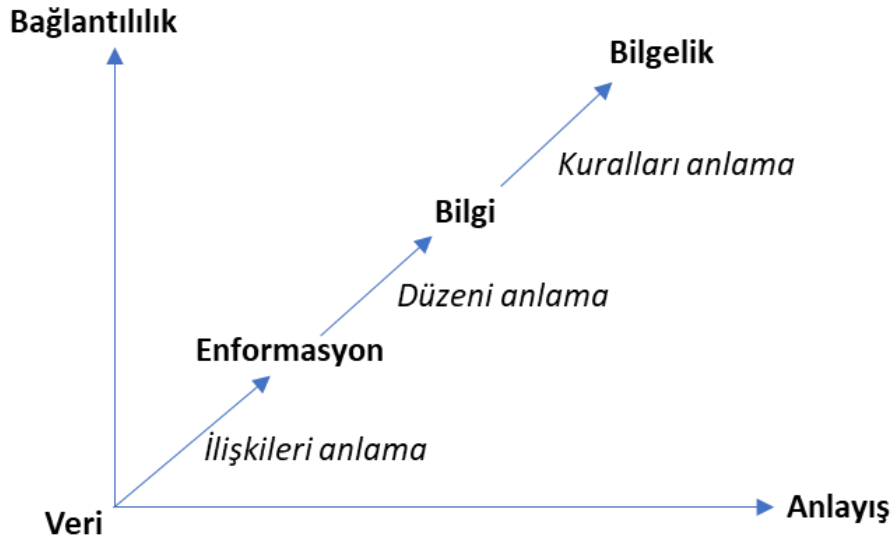 Bağlantılılık
Bilgelik
Kuralları anlama
Bilgi
Düzeni anlama
Enformasyon
İlişkileri anlama
Veri
Anlayış